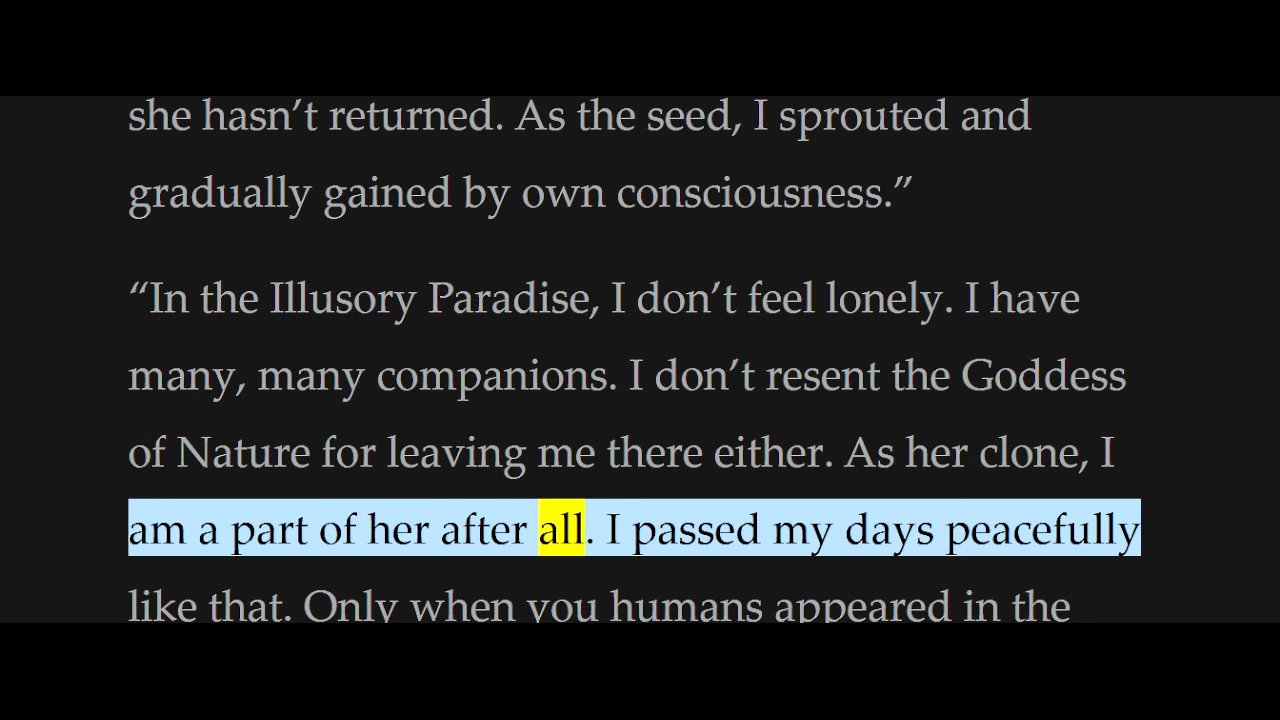 she hasn’t returned. As the seed, I sprouted and
gradually gained by own consciousness.”
“In the Illusory Paradise, I don’t feel lonely. I have
many, many companions. I don’t resent the Goddess
of Nature for leaving me there either. As her clone, I
am a part of her after all. I passed my days peacefully
like that. Only when you humans appeared in the